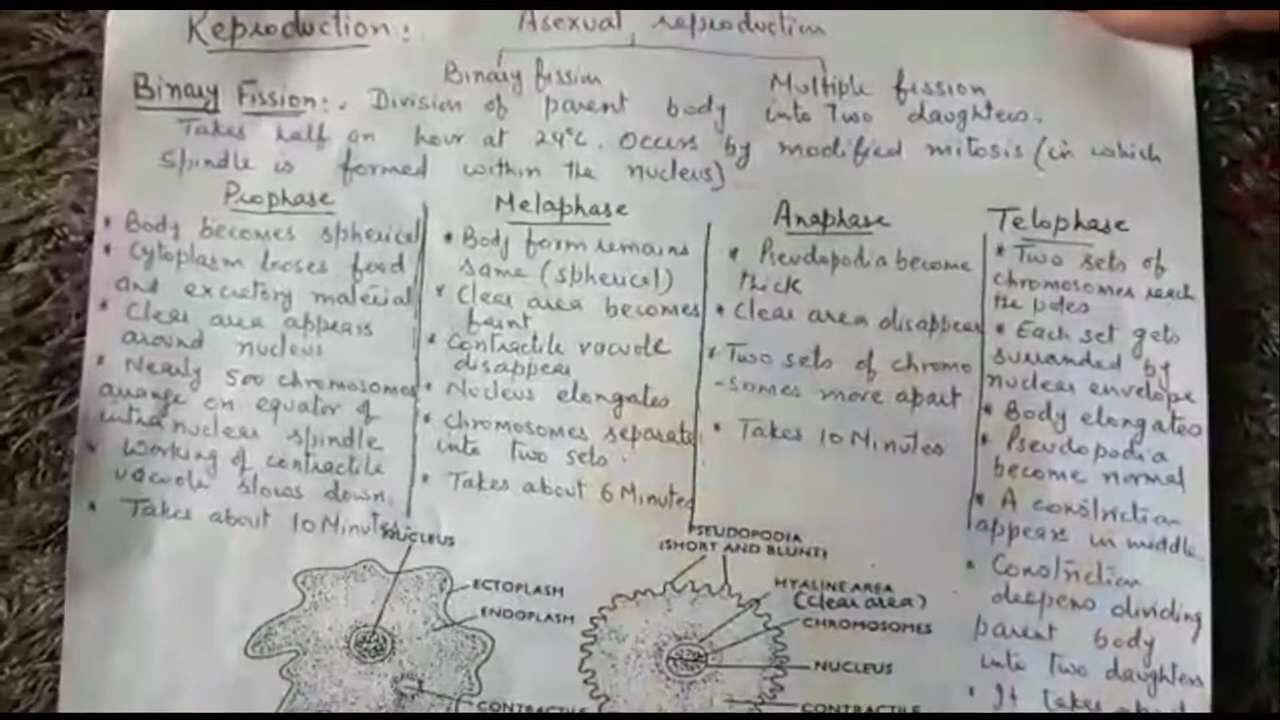 Reproduction:
Asexual reproduction
Binary fission
Multiple fission
Binary Fission:. Division of parent body into Two daughters.
Takes half an hour at 24°C. Occurs by modified mitosis (in which
spindle is formed within the nucleus)
Prophase
• Body becomes spherical
• Cytoplasm looses food
and excretory material
• Clear area appears
around nucleus
• Nearly 500 chromosomes
arrange on equator of
intra nuclear spindle
• Working of contractile
vacuole slows down.
• Takes about 10 Minutes
Metaphase
• Body form remains
same (spherical)
• Clear area becomes
faint
• Contractile vacuole
disappear
• Nucleus elongates
• Chromosomes separate
into two sets.
• Takes about 6 Minutes
Anaphase
• Pseudopodia become
thick
• Clear area disappear
• Two sets of chromo
-somes move apart
• Takes 10 Minutes
Telophase
• Two sets of
chromosomes reach
the poles
• Each set gets
surranded by
nuclear envelope
• Body elongates
• Pseudopodia
become normal
• A constriction
appears in middle
• Constriction
deepens dividing
parent body
into two daughters
• It takes about
NUCLEUS
ECTOPLASM
ENDOPLASM
CONTRACTILE
PSEUDOPODIA
(SHORT AND BLUNT)
HYALINE AREA
(Clear area)
CHROMOSOMES
NUCLEUS
CONTRACTILE